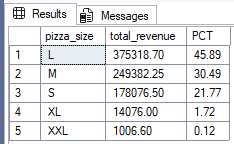 Results Messages
pizza_size total_revenue PCT
1 L 375318.70 45.89
2 M 249382.25 30.49
3 S 178076.50 21.77
4 XL 14076.00 1.72
5 XXL 1006.60 0.12